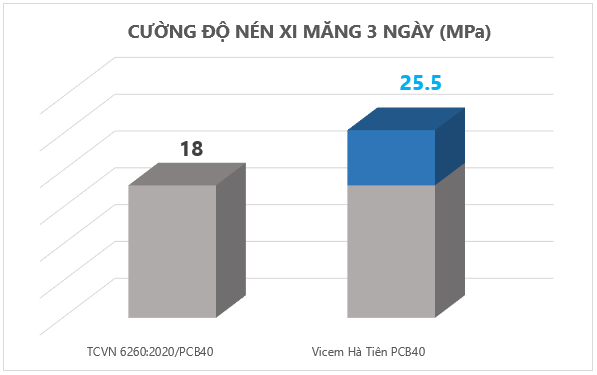 CƯỜNG ĐỘ NÉN XI MĂNG 3 NGÀY (MPa)
25.5
18
TCVN 6260:2020/PCB40
Vicem Hà Tiên PCB40